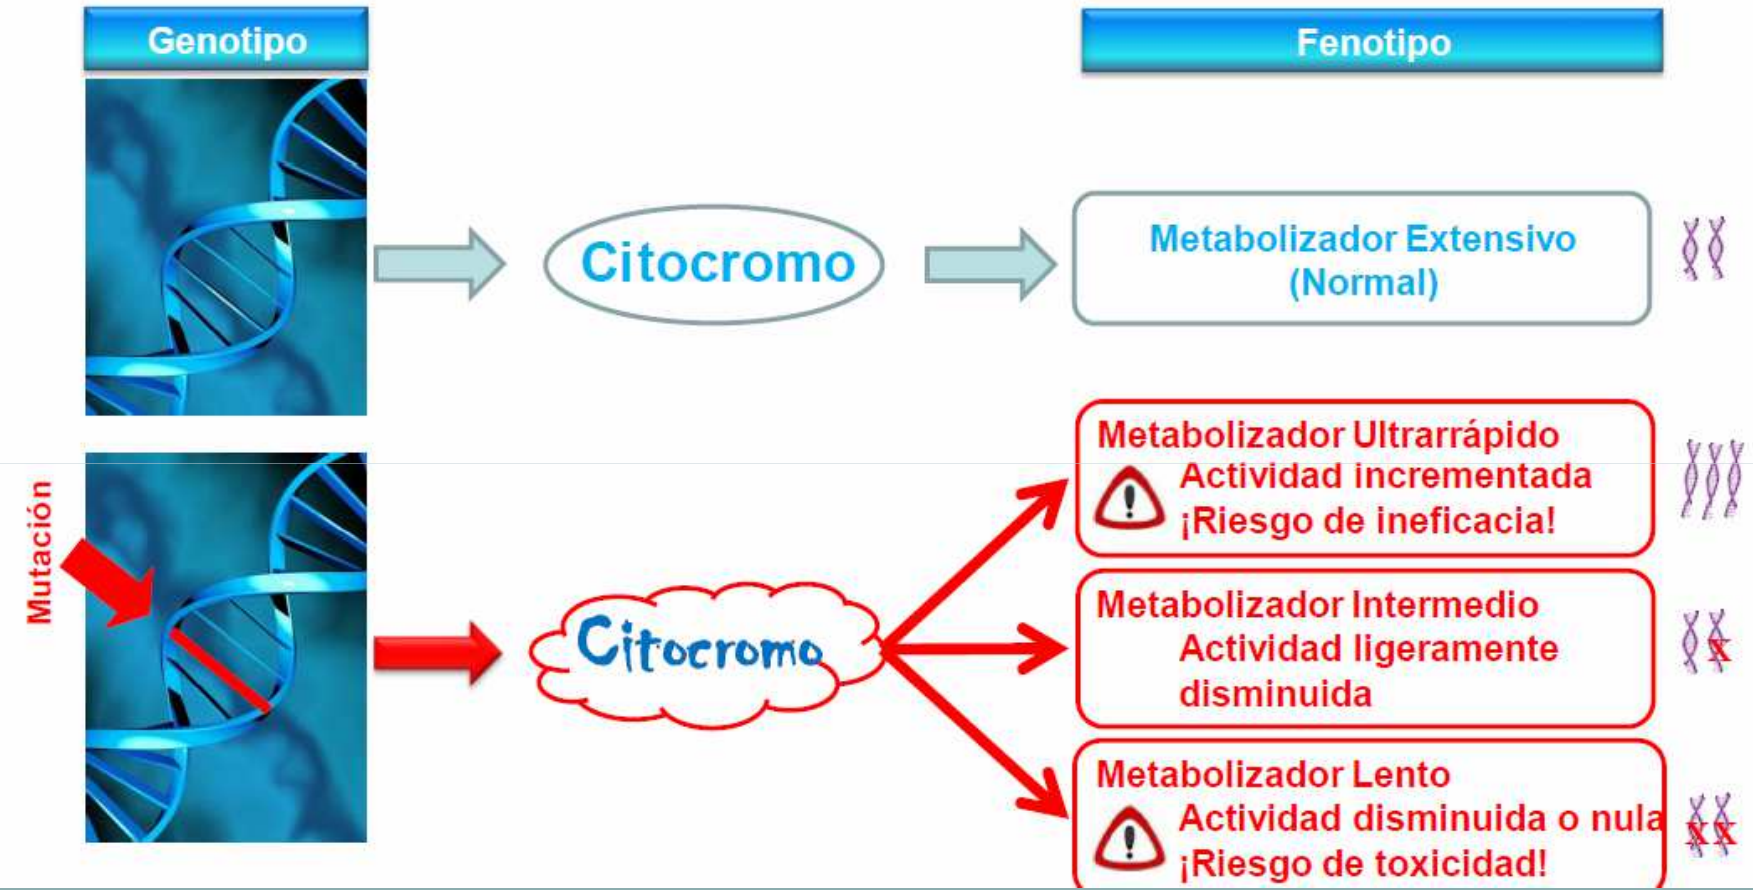 Genotipo
Fenotipo
Citocromo
Metabolizador Extensivo
(Normal)
Mutación
Citocromo
Metabolizador Ultrarrápido
Actividad incrementada
¡Riesgo de ineficacia!
Metabolizador Intermedio
Actividad ligeramente
disminuida
x
Metabolizador Lento
Actividad disminuida o nula
¡Riesgo de toxicidad!
x x